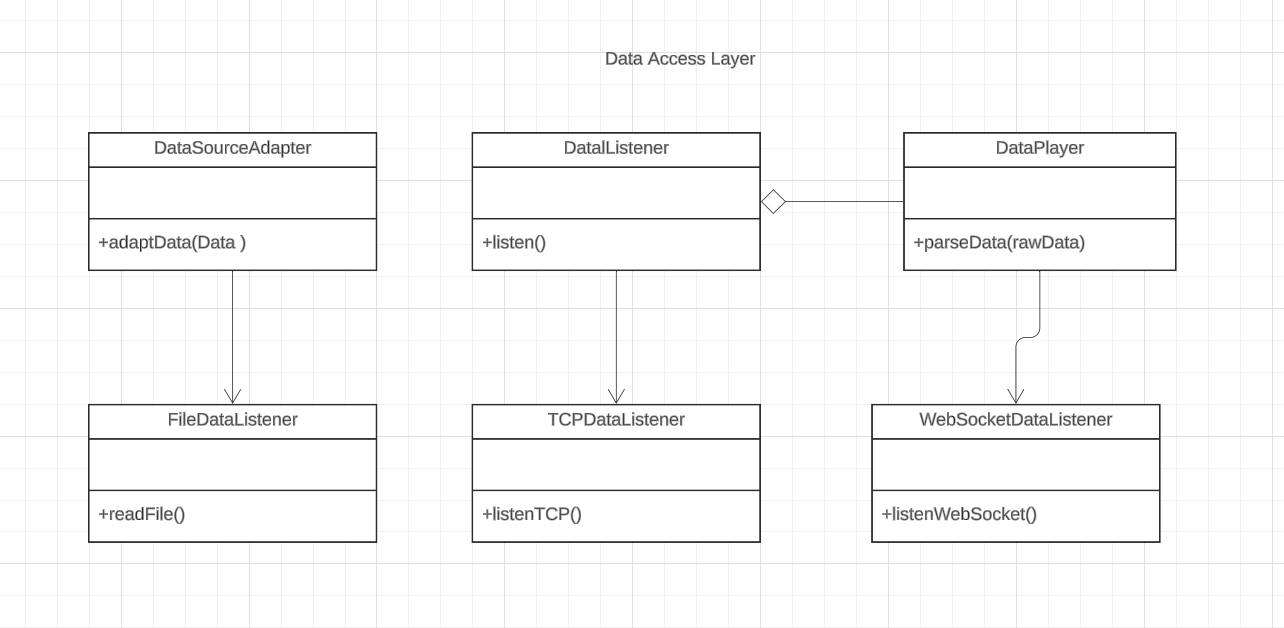 Data Access Layer
DataSourceAdapter
+adaptData(Data )
DatalListener
+listen()
DataPlayer
+parseData(rawData)
FileDataListener
+readFile()
TCPDataListener
+listenTCP()
WebSocketDataListener
+listenWebSocket()